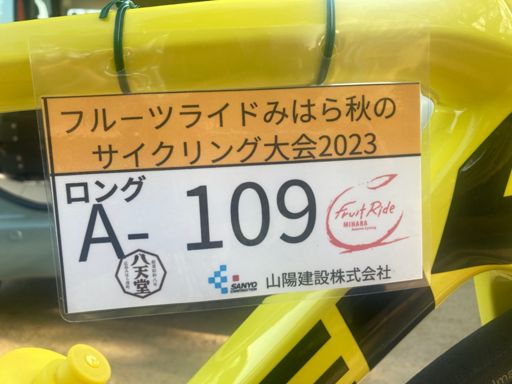 フルーツライドみはら秋の
サイクリング大会2023
ロング
A- 109
Fruit Ride
MIHARA
八天堂
SANYO
山陽建設株式会社